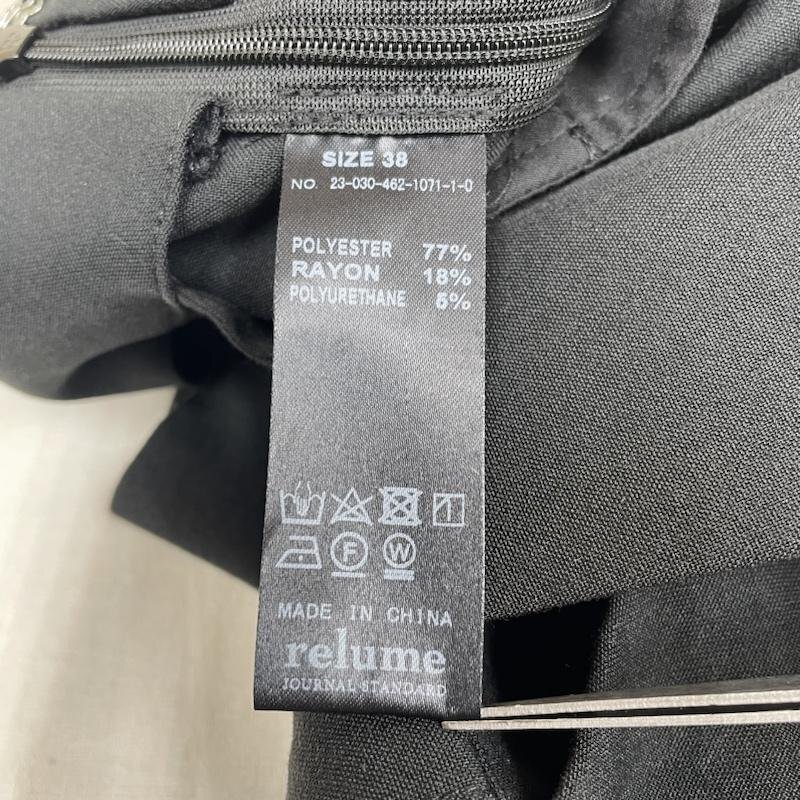 SIZE 38
NO. 23-030-462-1071-1-0
POLYESTER 77%
RAYON 18%
POLYURETHANE 5%
F W
MADE IN CHINA
relume
JOURNAL STANDARD